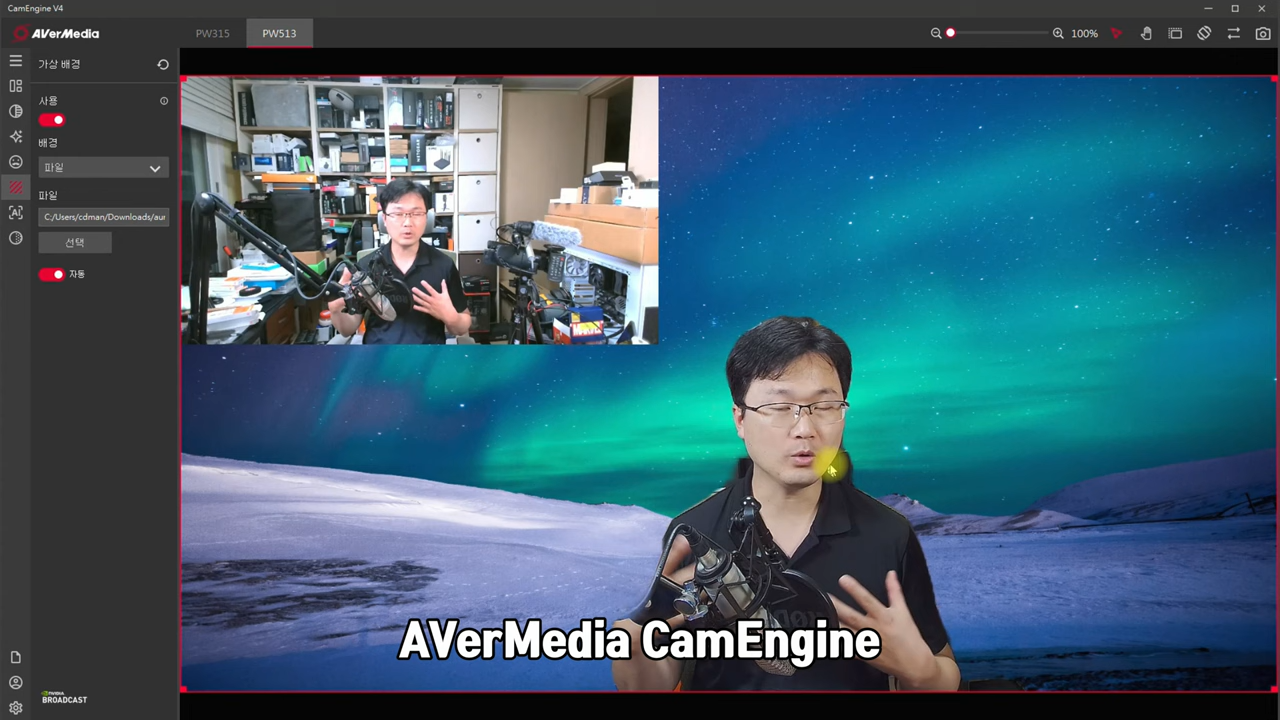 CamEngine V4
AVerMedia
PW315
PW513
100%
가상 배경
사용
배경
파일
파일
C:/Users/cdman/Downloads/aur
선택
자동
AVerMedia CamEngine
NVIDIA
BROADCAST